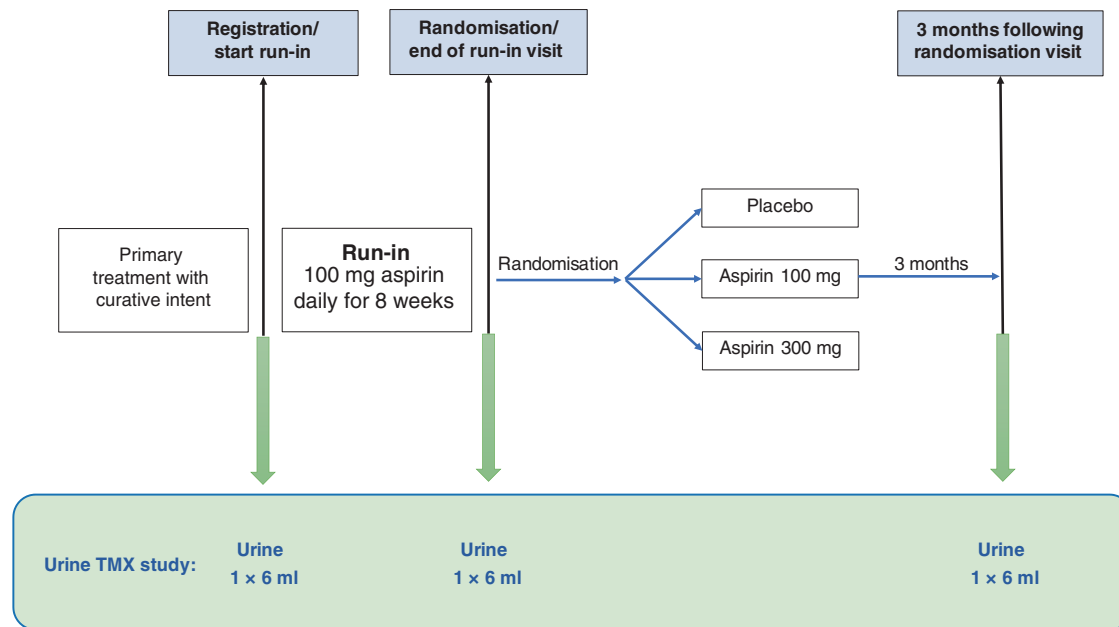 Registration/
start run-in
Randomisation/
end of run-in visit
3 months following
randomisation visit
Primary
treatment with
curative intent
Run-in
100 mg aspirin
daily for 8 weeks
Randomisation
Placebo
Aspirin 100 mg
Aspirin 300 mg
3 months
Urine TMX study:
Urine
1 × 6 ml
Urine
1 × 6 ml
Urine
1 × 6 ml